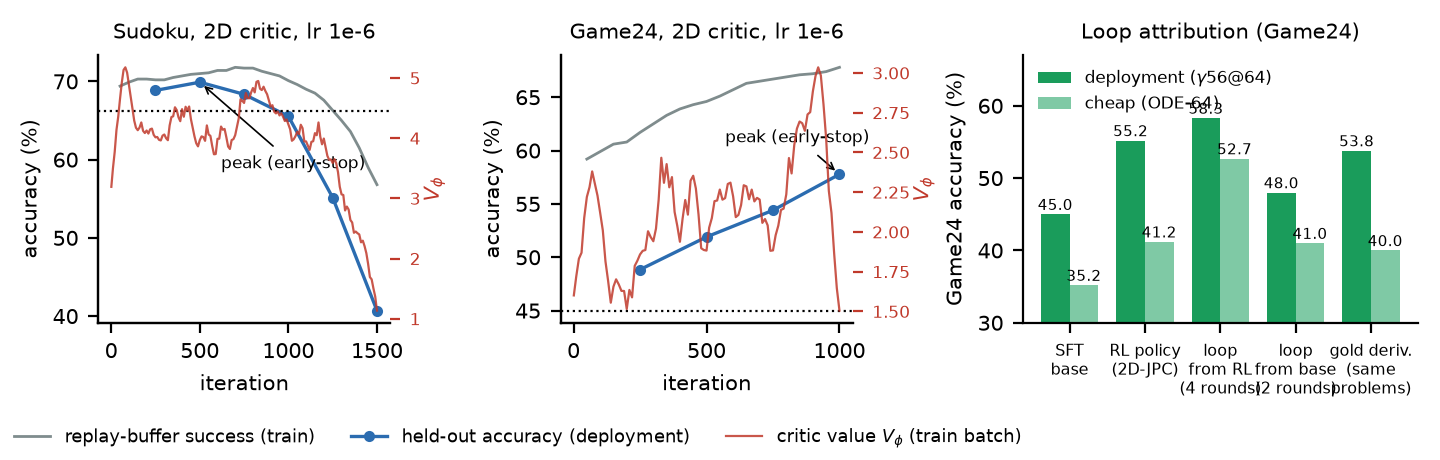 Sudoku, 2D critic, lr 1e-6
accuracy (%)
70
60
50
40
5
4
3
2
1
Vϕ
peak (early-stop)
0
500
1000
1500
iteration
Game24, 2D critic, lr 1e-6
accuracy (%)
65
60
55
50
45
3.00
2.75
2.50
2.25
2.00
1.75
1.50
Vϕ
peak (early-stop)
0
500
1000
iteration
Loop attribution (Game24)
Game24 accuracy (%)
60
50
40
30
deployment (γ56@64)
cheap (ODE-64)
45.0
35.2
55.2
41.2
58.3
52.7
48.0
41.0
53.8
40.0
SFT
base
RL policy
(2D-JPC)
loop
from RL
(4 rounds)
loop
from base
(2 rounds)
gold deriv.
(same
problems)
replay-buffer success (train)
held-out accuracy (deployment)
critic value Vϕ (train batch)